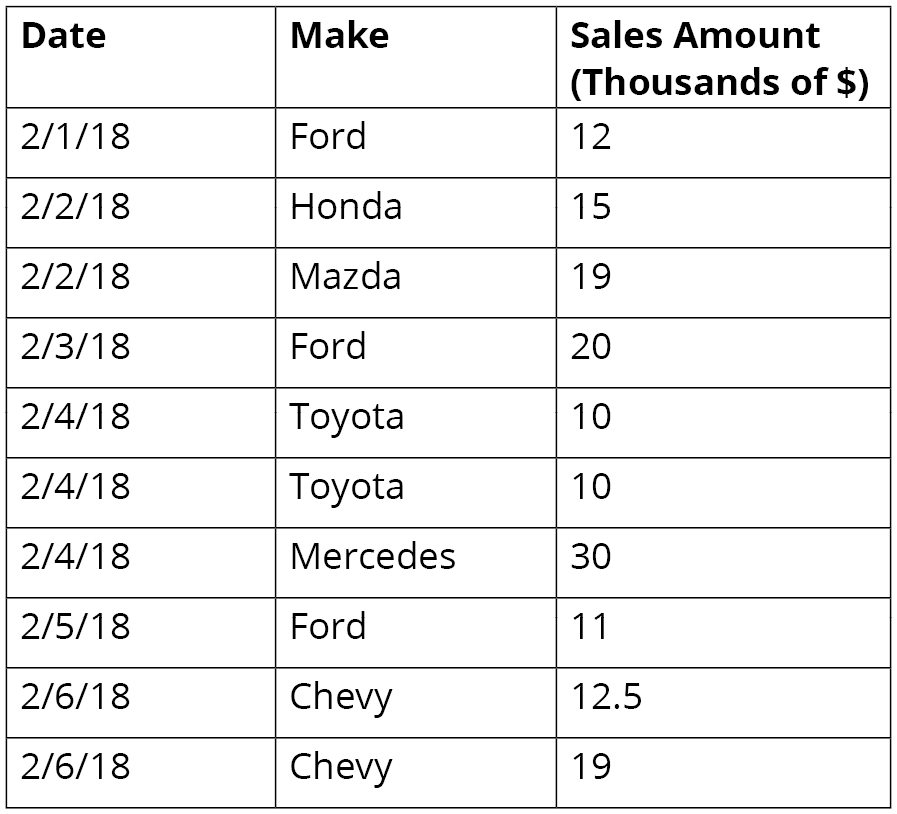 Date Make Sales Amount
(Thousands of $)
2/1/18 Ford 12
2/2/18 Honda 15
2/2/18 Mazda 19
2/3/18 Ford 20
2/4/18 Toyota 10
2/4/18 Toyota 10
2/4/18 Mercedes 30
2/5/18 Ford 11
2/6/18 Chevy 12.5
2/6/18 Chevy 19